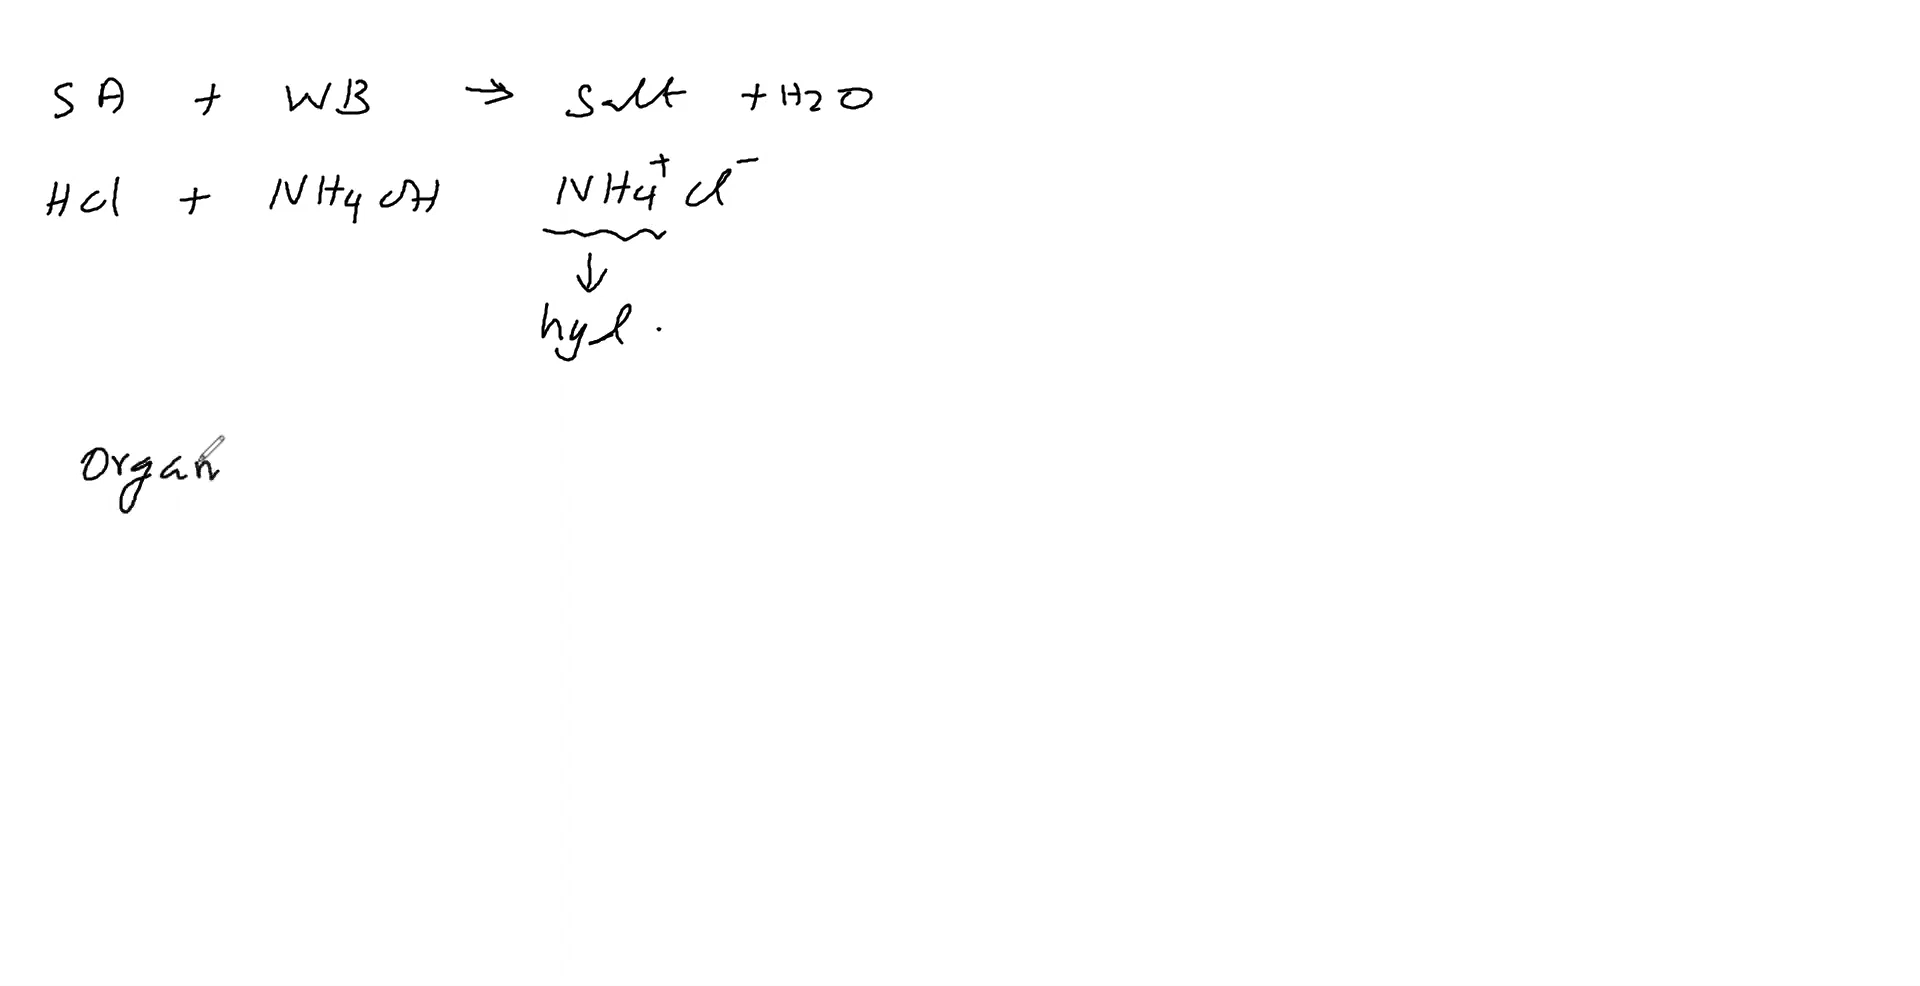 SA + WB → Salt + H2O
HCl + NH4OH NH4⁺Cl⁻
↓
hyd.
Organ